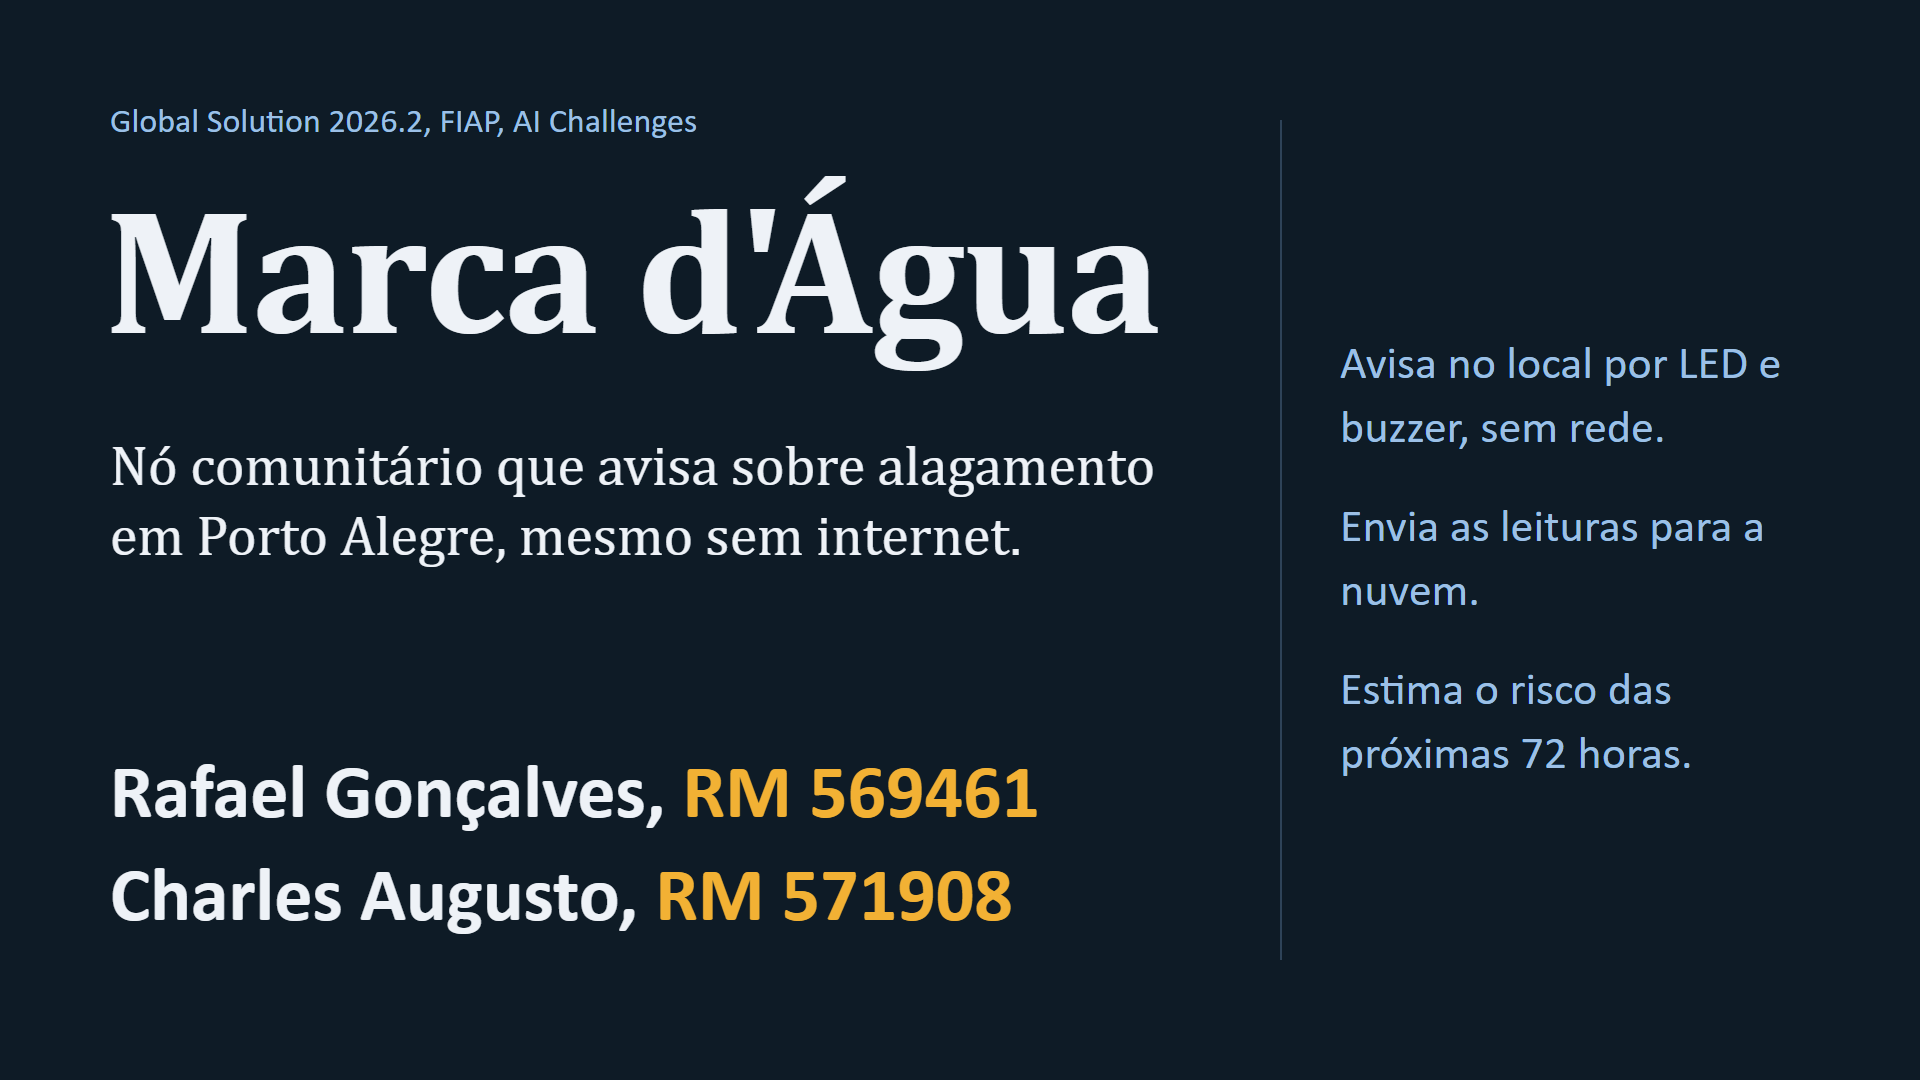 Global Solution 2026.2, FIAP, AI Challenges
Marca d'Água
Nó comunitário que avisa sobre alagamento
em Porto Alegre, mesmo sem internet.
Rafael Gonçalves, RM 569461
Charles Augusto, RM 571908
Avisa no local por LED e
buzzer, sem rede.
Envia as leituras para a
nuvem.
Estima o risco das
próximas 72 horas.